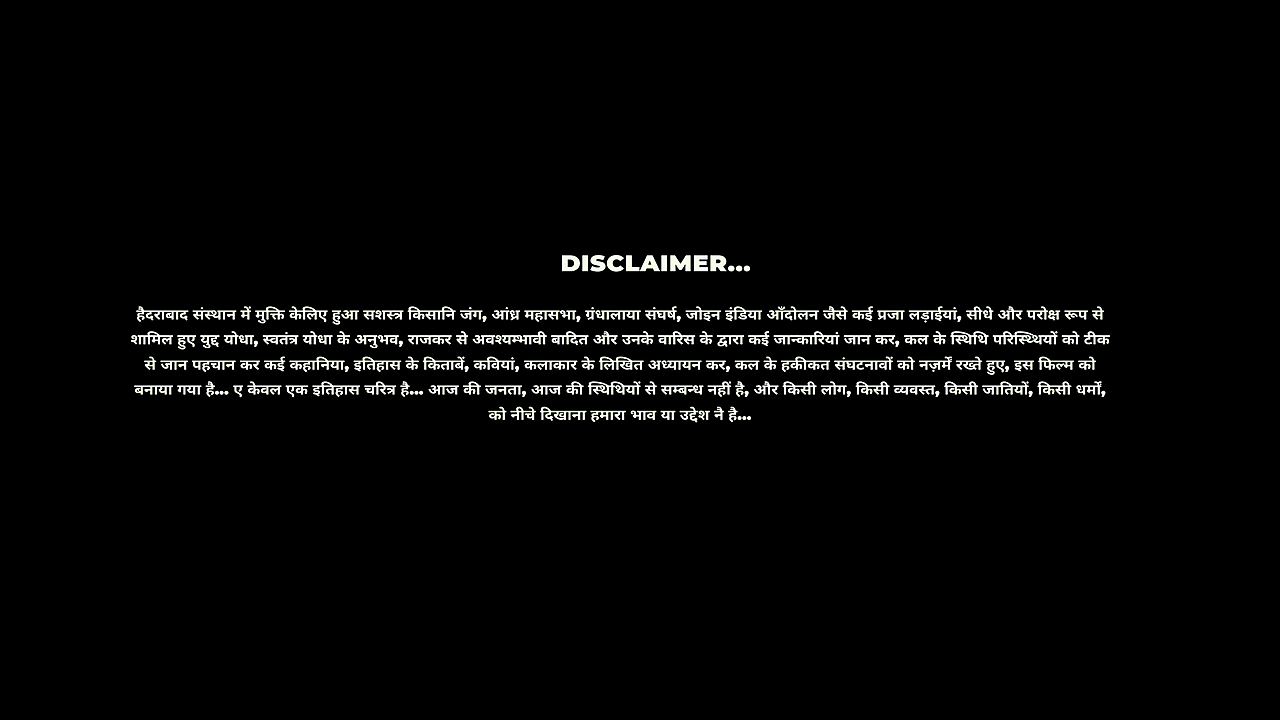 DISCLAIMER...
हैदराबाद संस्थान में मुक्ति केलिए हुआ सशस्त्र किसानि जंग, आंध्र महासभा, ग्रंधालाया संघर्ष, जोइन इंडिया आँदोलन जैसे कई प्रजा लड़ाईयां, सीधे और परोक्ष रूप से
शामिल हुए युद्द योधा, स्वतंत्र योधा के अनुभव, राजकर से अवश्यम्भावी बादित और उनके वारिस के द्वारा कई जान्कारियां जान कर, कल के स्थिथि परिस्थियों को टीक
से जान पहचान कर कई कहानिया, इतिहास के किताबें, कवियां, कलाकार के लिखित अध्यायन कर, कल के हकीकत संघटनावों को नज़र्में रख्ते हुए, इस फिल्म को
बनाया गया है... ए केवल एक इतिहास चरित्र है... आज की जनता, आज की स्थिथियों से सम्बन्ध नहीं है, और किसी लोग, किसी व्यवस्त, किसी जातियों, किसी धर्मों,
को नीचे दिखाना हमारा भाव या उद्देश नै है...